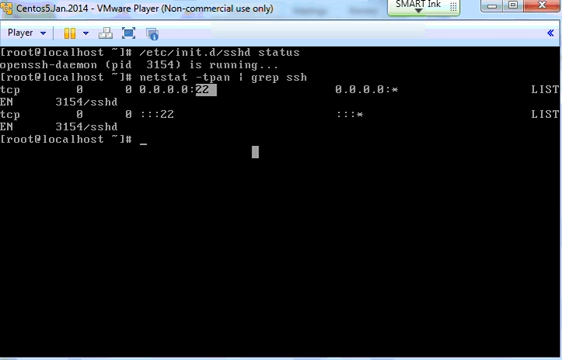 Centos5.Jan.2014 - VMware Player (Non-commercial use only)
SMART Ink
Player
[root@localhost ~]# /etc/init.d/sshd status
openssh-daemon (pid  3154) is running...
[root@localhost ~]# netstat -tpan | grep ssh
tcp        0      0 0.0.0.0:22                  0.0.0.0:*                   LIST
EN      3154/sshd
tcp        0      0 :::22                       :::*                        LIST
EN      3154/sshd
[root@localhost ~]# _